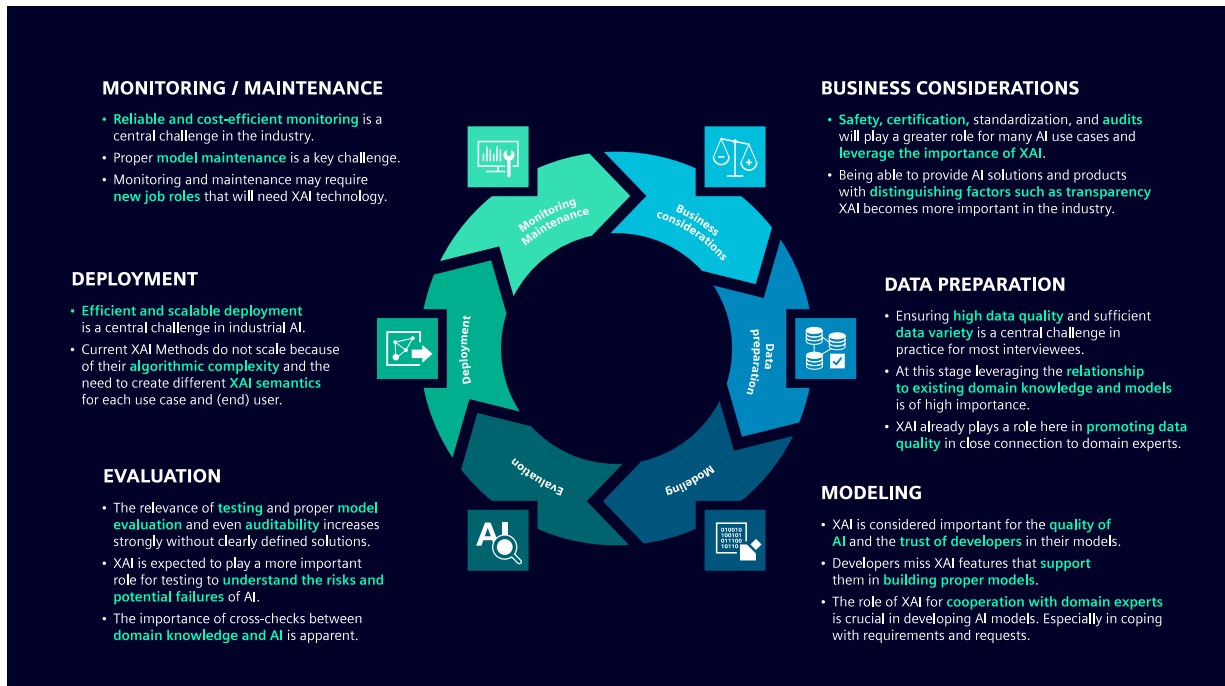 MONITORING / MAINTENANCE
• Reliable and cost-efficient monitoring is a
central challenge in the industry.
• Proper model maintenance is a key challenge.
• Monitoring and maintenance may require
new job roles that will need XAI technology.
BUSINESS CONSIDERATIONS
• Safety, certification, standardization, and audits
will play a greater role for many AI use cases and
leverage the importance of XAI.
• Being able to provide AI solutions and products
with distinguishing factors such as transparency
XAI becomes more important in the industry.
Monitoring
Maintenance
Business
considerations
DEPLOYMENT
• Efficient and scalable deployment
is a central challenge in industrial AI.
• Current XAI Methods do not scale because
of their algorithmic complexity and the
need to create different XAI semantics
for each use case and (end) user.
Deployment
Data
preparation
DATA PREPARATION
• Ensuring high data quality and sufficient
data variety is a central challenge in
practice for most interviewees.
• At this stage leveraging the relationship
to existing domain knowledge and models
is of high importance.
• XAI already plays a role here in promoting data
quality in close connection to domain experts.
EVALUATION
• The relevance of testing and proper model
evaluation and even auditability increases
strongly without clearly defined solutions.
• XAI is expected to play a more important
role for testing to understand the risks and
potential failures of AI.
• The importance of cross-checks between
domain knowledge and AI is apparent.
Evaluation
Modeling
AI
010010
100101
011100
10110
MODELING
• XAI is considered important for the quality of
AI and the trust of developers in their models.
• Developers miss XAI features that support
them in building proper models.
• The role of XAI for cooperation with domain experts
is crucial in developing AI models. Especially in coping
with requirements and requests.